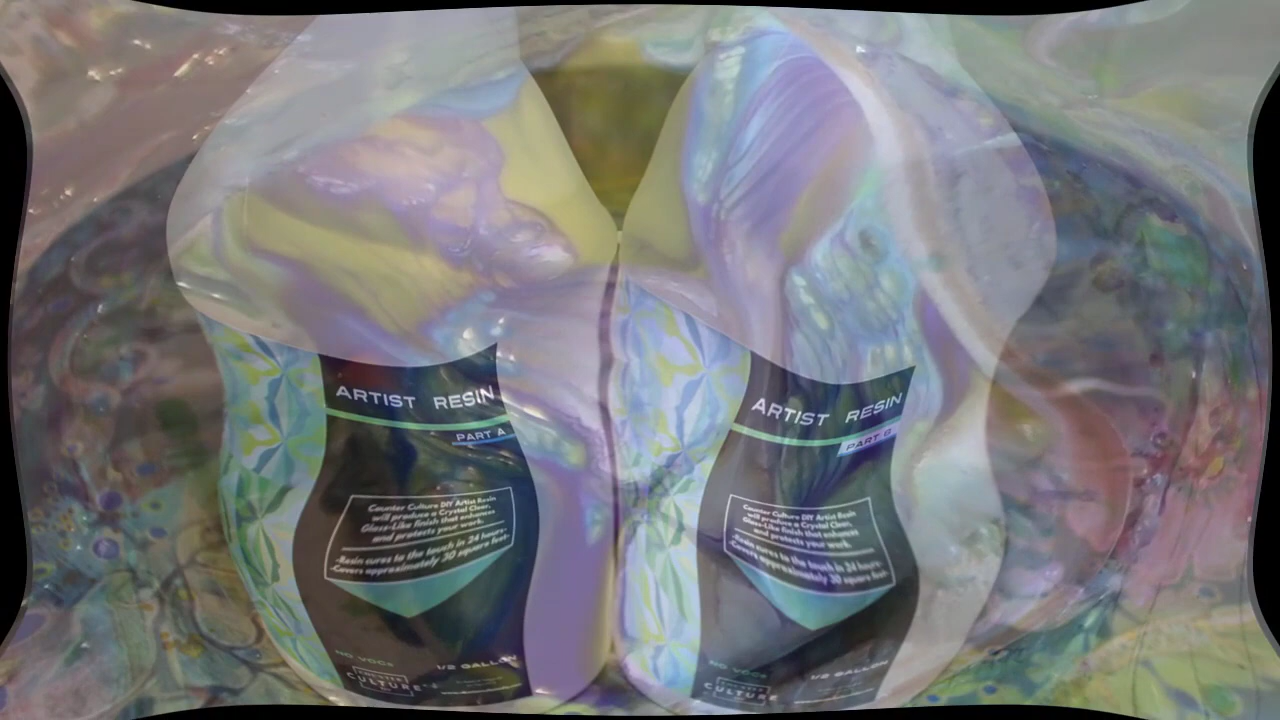 ARTIST RESIN
PART A
Counter Culture DIY Artist Resin
will produce a Crystal Clear,
Glass-Like finish that enhances
and protects your work.
-Resin cures to the touch in 24 hours-
-Covers approximately 30 square feet-
NO VOCs
1/2 GALLON
CULTURE
ARTIST RESIN
PART B
Counter Culture DIY Artist Resin
will produce a Crystal Clear,
Glass-Like finish that enhances
and protects your work.
-Resin cures to the touch in 24 hours-
-Covers approximately 30 square feet-
NO VOCs
1/2 GALLON
CULTURE